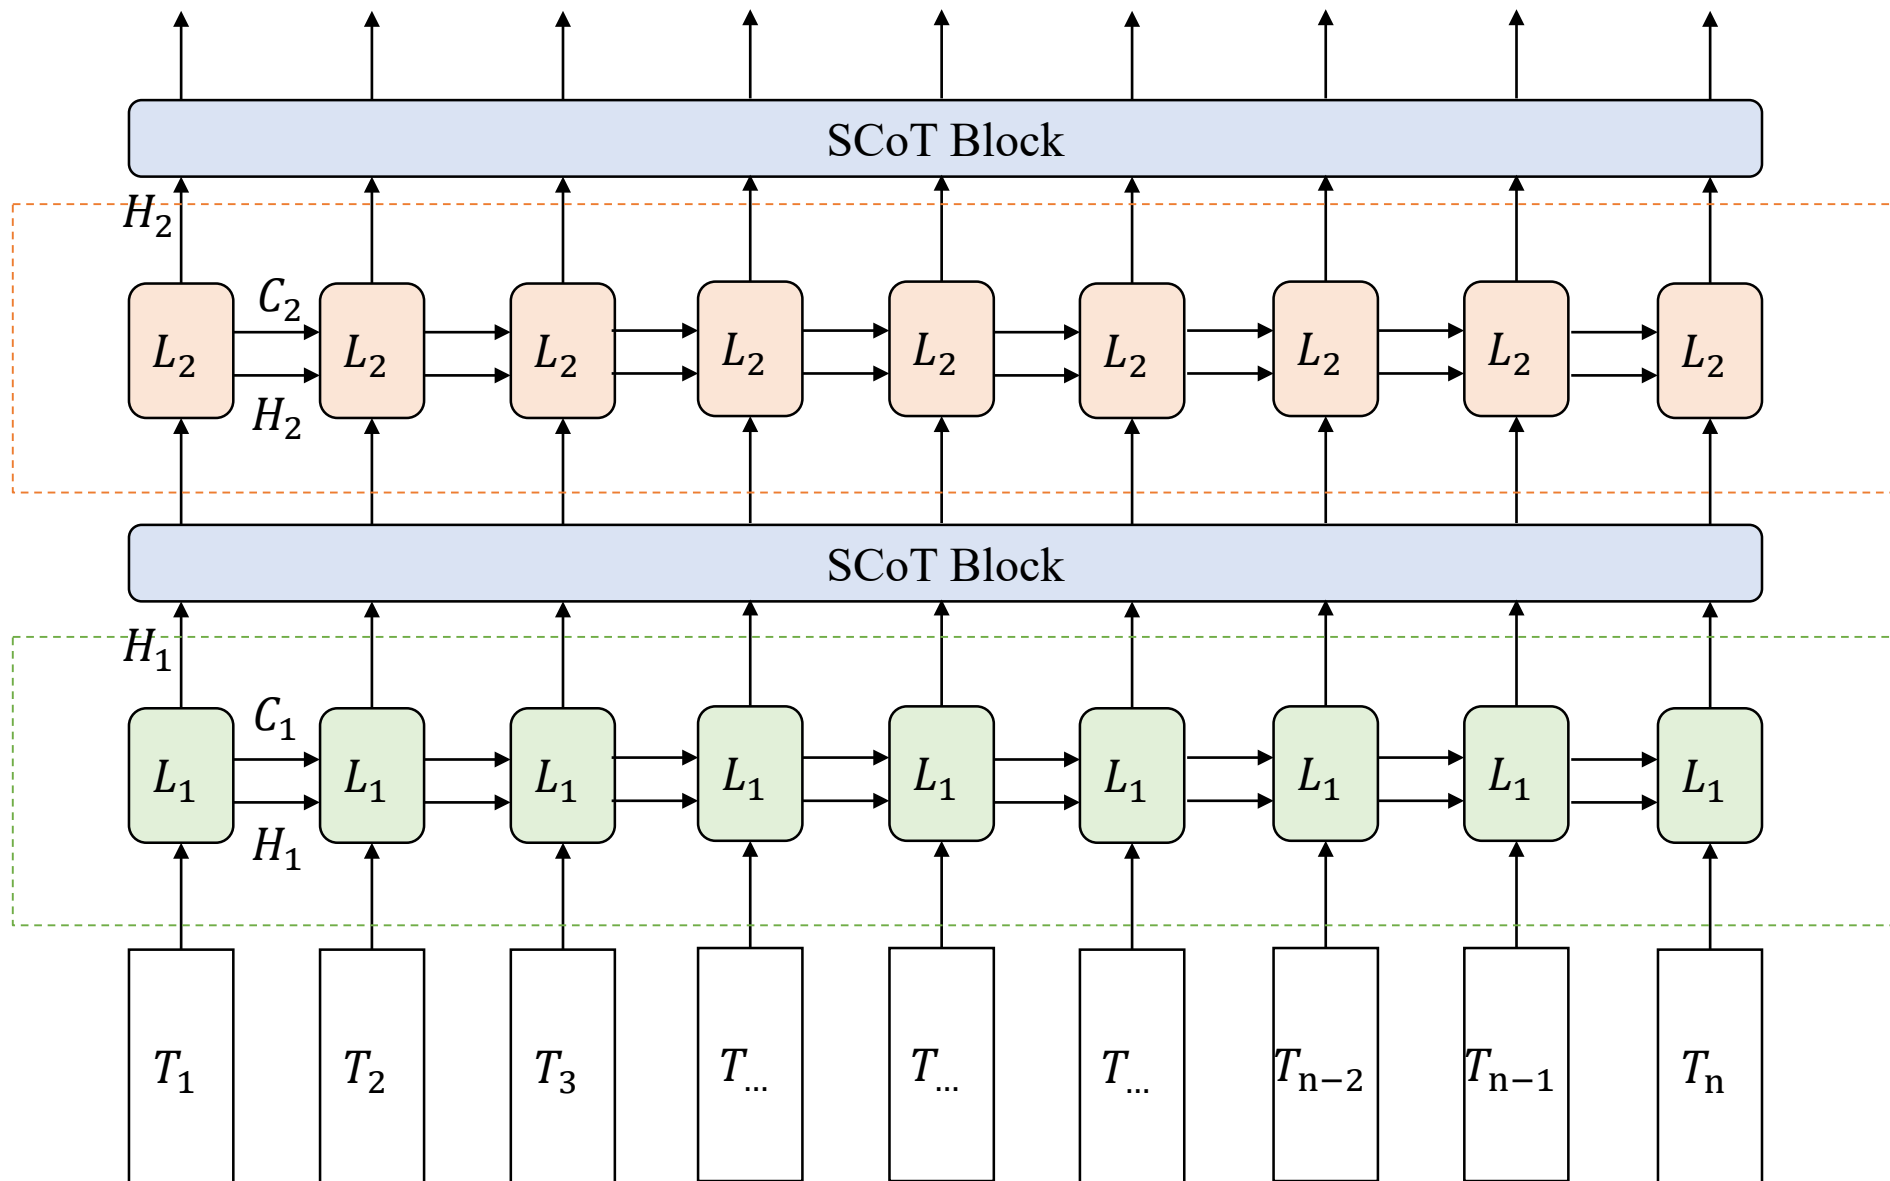 SCoT Block
H₂
C₂
L₂ L₂ L₂ L₂ L₂ L₂ L₂ L₂ L₂
H₂
SCoT Block
H₁
C₁
L₁ L₁ L₁ L₁ L₁ L₁ L₁ L₁ L₁
H₁
T₁ T₂ T₃ T... T... T... Tn−2 Tn−1 Tn